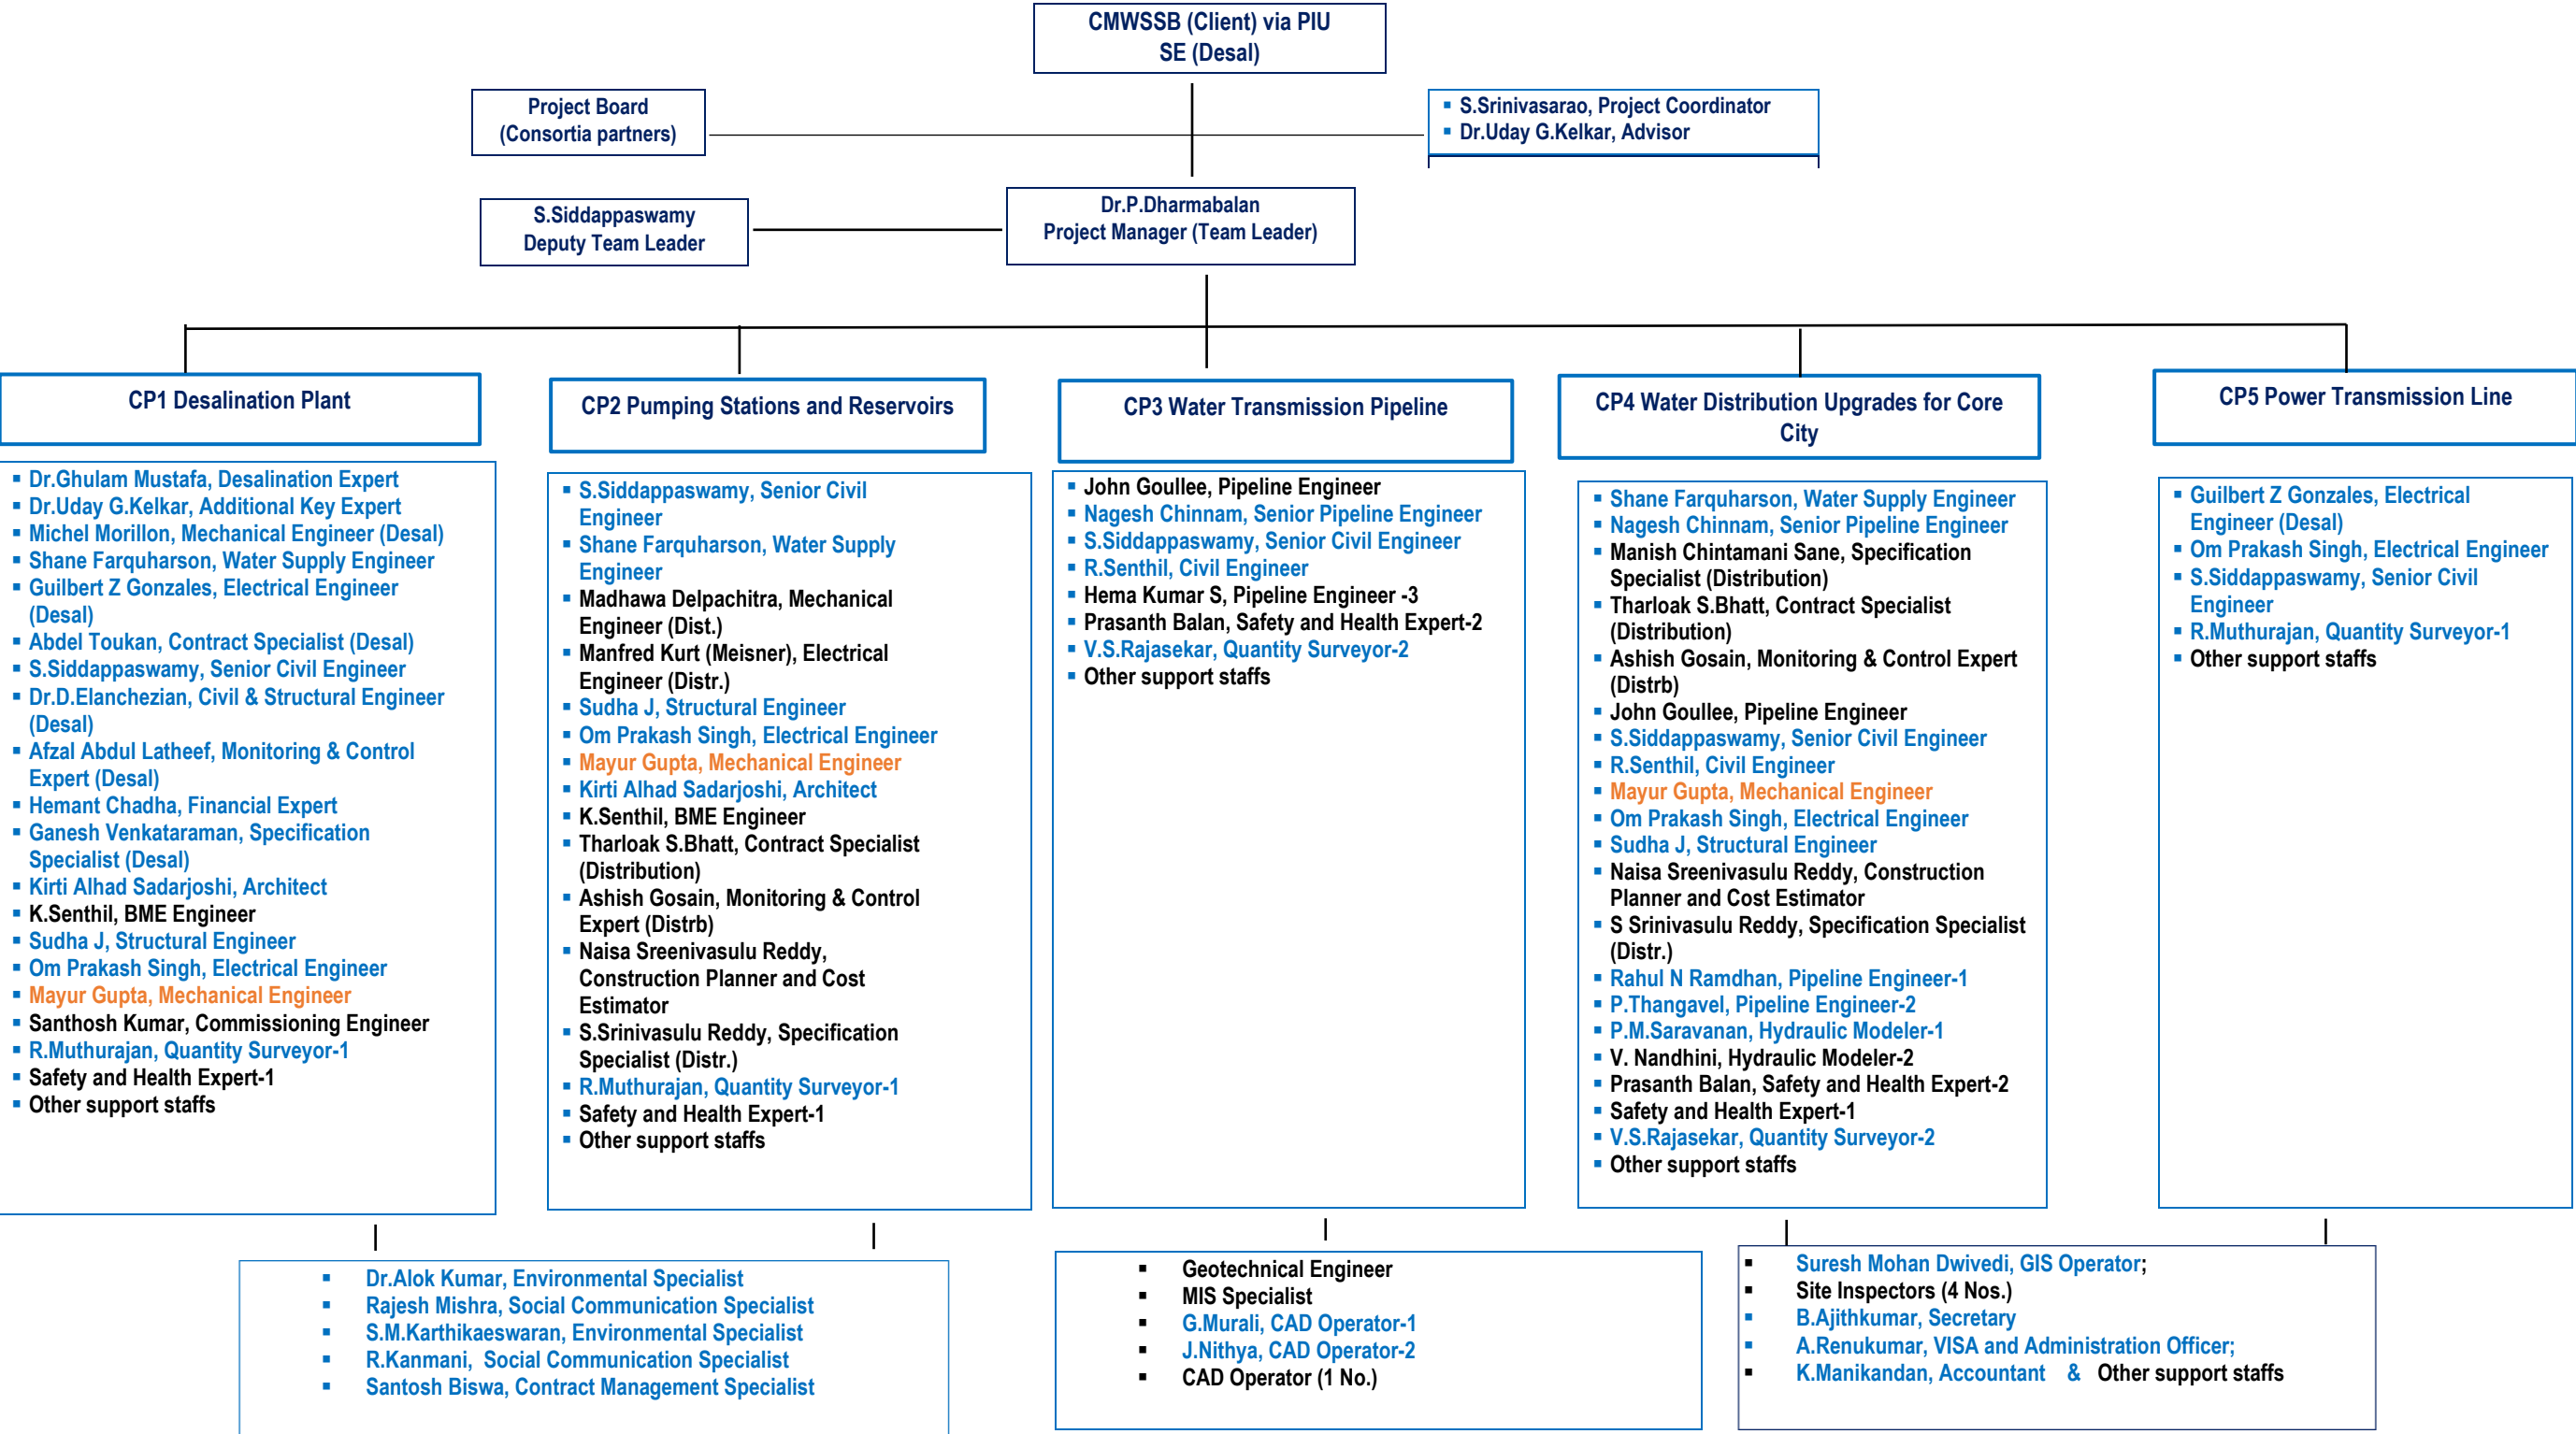 CMWSSB (Client) via PIU
SE (Desal)
Project Board
(Consortia partners)
▪ S.Srinivasarao, Project Coordinator
▪ Dr.Uday G.Kelkar, Advisor
S.Siddappaswamy
Deputy Team Leader
Dr.P.Dharmabalan
Project Manager (Team Leader)
CP1 Desalination Plant
▪ Dr.Ghulam Mustafa, Desalination Expert
▪ Dr.Uday G.Kelkar, Additional Key Expert
▪ Michel Morillon, Mechanical Engineer (Desal)
▪ Shane Farquharson, Water Supply Engineer
▪ Guilbert Z Gonzales, Electrical Engineer
(Desal)
▪ Abdel Toukan, Contract Specialist (Desal)
▪ S.Siddappaswamy, Senior Civil Engineer
▪ Dr.D.Elanchezian, Civil & Structural Engineer
(Desal)
▪ Afzal Abdul Latheef, Monitoring & Control
Expert (Desal)
▪ Hemant Chadha, Financial Expert
▪ Ganesh Venkataraman, Specification
Specialist (Desal)
▪ Kirti Alhad Sadarjoshi, Architect
▪ K.Senthil, BME Engineer
▪ Sudha J, Structural Engineer
▪ Om Prakash Singh, Electrical Engineer
▪ Mayur Gupta, Mechanical Engineer
▪ Santhosh Kumar, Commissioning Engineer
▪ R.Muthurajan, Quantity Surveyor-1
▪ Safety and Health Expert-1
▪ Other support staffs
CP2 Pumping Stations and Reservoirs
▪ S.Siddappaswamy, Senior Civil
Engineer
▪ Shane Farquharson, Water Supply
Engineer
▪ Madhawa Delpachitra, Mechanical
Engineer (Dist.)
▪ Manfred Kurt (Meisner), Electrical
Engineer (Distr.)
▪ Sudha J, Structural Engineer
▪ Om Prakash Singh, Electrical Engineer
▪ Mayur Gupta, Mechanical Engineer
▪ Kirti Alhad Sadarjoshi, Architect
▪ K.Senthil, BME Engineer
▪ Tharloak S.Bhatt, Contract Specialist
(Distribution)
▪ Ashish Gosain, Monitoring & Control
Expert (Distrb)
▪ Naisa Sreenivasulu Reddy,
Construction Planner and Cost
Estimator
▪ S.Srinivasulu Reddy, Specification
Specialist (Distr.)
▪ R.Muthurajan, Quantity Surveyor-1
▪ Safety and Health Expert-1
▪ Other support staffs
CP3 Water Transmission Pipeline
▪ John Goullee, Pipeline Engineer
▪ Nagesh Chinnam, Senior Pipeline Engineer
▪ S.Siddappaswamy, Senior Civil Engineer
▪ R.Senthil, Civil Engineer
▪ Hema Kumar S, Pipeline Engineer -3
▪ Prasanth Balan, Safety and Health Expert-2
▪ V.S.Rajasekar, Quantity Surveyor-2
▪ Other support staffs
CP4 Water Distribution Upgrades for Core
City
▪ Shane Farquharson, Water Supply Engineer
▪ Nagesh Chinnam, Senior Pipeline Engineer
▪ Manish Chintamani Sane, Specification
Specialist (Distribution)
▪ Tharloak S.Bhatt, Contract Specialist
(Distribution)
▪ Ashish Gosain, Monitoring & Control Expert
(Distrb)
▪ John Goullee, Pipeline Engineer
▪ S.Siddappaswamy, Senior Civil Engineer
▪ R.Senthil, Civil Engineer
▪ Mayur Gupta, Mechanical Engineer
▪ Om Prakash Singh, Electrical Engineer
▪ Sudha J, Structural Engineer
▪ Naisa Sreenivasulu Reddy, Construction
Planner and Cost Estimator
▪ S Srinivasulu Reddy, Specification Specialist
(Distr.)
▪ Rahul N Ramdhan, Pipeline Engineer-1
▪ P.Thangavel, Pipeline Engineer-2
▪ P.M.Saravanan, Hydraulic Modeler-1
▪ V. Nandhini, Hydraulic Modeler-2
▪ Prasanth Balan, Safety and Health Expert-2
▪ Safety and Health Expert-1
▪ V.S.Rajasekar, Quantity Surveyor-2
▪ Other support staffs
CP5 Power Transmission Line
▪ Guilbert Z Gonzales, Electrical
Engineer (Desal)
▪ Om Prakash Singh, Electrical Engineer
▪ S.Siddappaswamy, Senior Civil
Engineer
▪ R.Muthurajan, Quantity Surveyor-1
▪ Other support staffs
▪ Dr.Alok Kumar, Environmental Specialist
▪ Rajesh Mishra, Social Communication Specialist
▪ S.M.Karthikaeswaran, Environmental Specialist
▪ R.Kanmani, Social Communication Specialist
▪ Santosh Biswa, Contract Management Specialist
▪ Geotechnical Engineer
▪ MIS Specialist
▪ G.Murali, CAD Operator-1
▪ J.Nithya, CAD Operator-2
▪ CAD Operator (1 No.)
▪ Suresh Mohan Dwivedi, GIS Operator;
▪ Site Inspectors (4 Nos.)
▪ B.Ajithkumar, Secretary
▪ A.Renukumar, VISA and Administration Officer;
▪ K.Manikandan, Accountant & Other support staffs